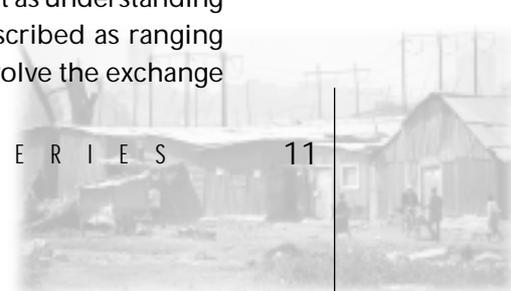 as understanding
scribed as ranging
olve the exchange
E R I E S 11